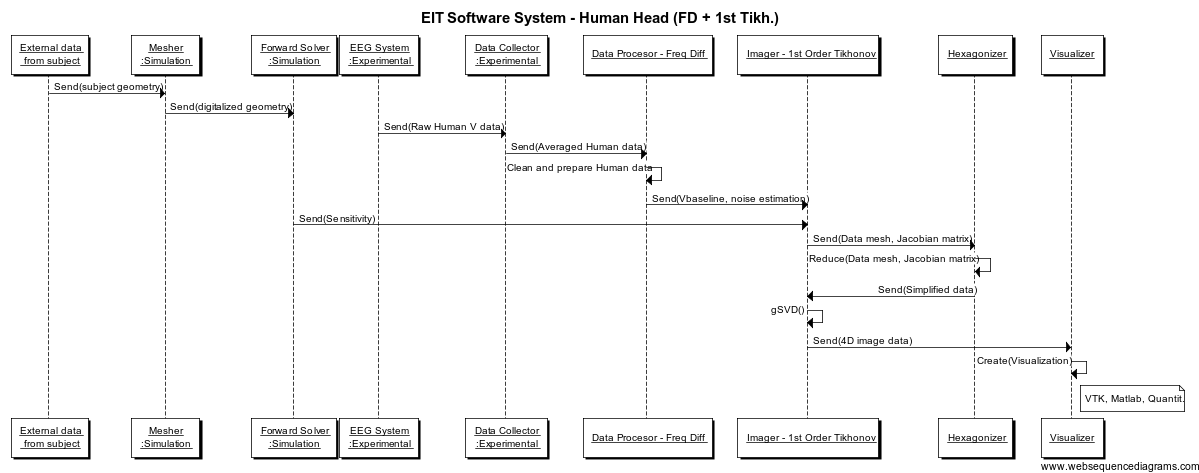 EIT Software System - Human Head (FD + 1st Tikh.)
External data
from subject
Mesher
:Simulation
Forward Solver
:Simulation
EEG System
:Experimental
Data Collector
:Experimental
Data Procesor - Freq Diff
Imager - 1st Order Tikhonov
Hexagonizer
Visualizer
Send(subject geometry)
Send(digitalized geometry)
Send(Raw Human V data)
Send(Averaged Human data)
Clean and prepare Human data
Send(Vbaseline, noise estimation)
Send(Sensitivity)
Send(Data mesh, Jacobian matrix)
Reduce(Data mesh, Jacobian matrix)
Send(Simplified data)
gSVD()
Send(4D image data)
Create(Visualization)
VTK, Matlab, Quantit.
External data
from subject
Mesher
:Simulation
Forward Solver
:Simulation
EEG System
:Experimental
Data Collector
:Experimental
Data Procesor - Freq Diff
Imager - 1st Order Tikhonov
Hexagonizer
Visualizer
www.websequencediagrams.com